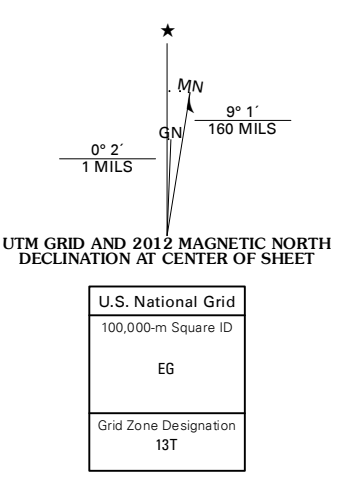 ★
MN
GN
9° 1´
160 MILS
0° 2´
1 MILS
UTM GRID AND 2012 MAGNETIC NORTH
DECLINATION AT CENTER OF SHEET
U.S. National Grid
100,000-m Square ID
EG
Grid Zone Designation
13T